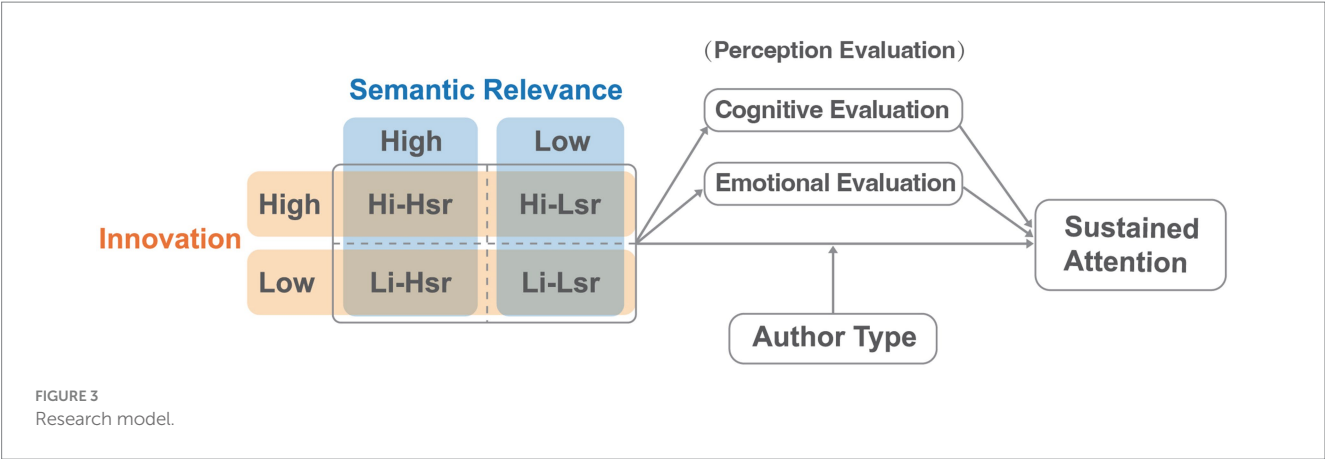 （Perception Evaluation）
Semantic Relevance
Cognitive Evaluation
High Low
Emotional Evaluation
High Hi-Hsr Hi-Lsr
Innovation
Sustained
Attention
Low Li-Hsr Li-Lsr
Author Type
FIGURE 3
Research model.